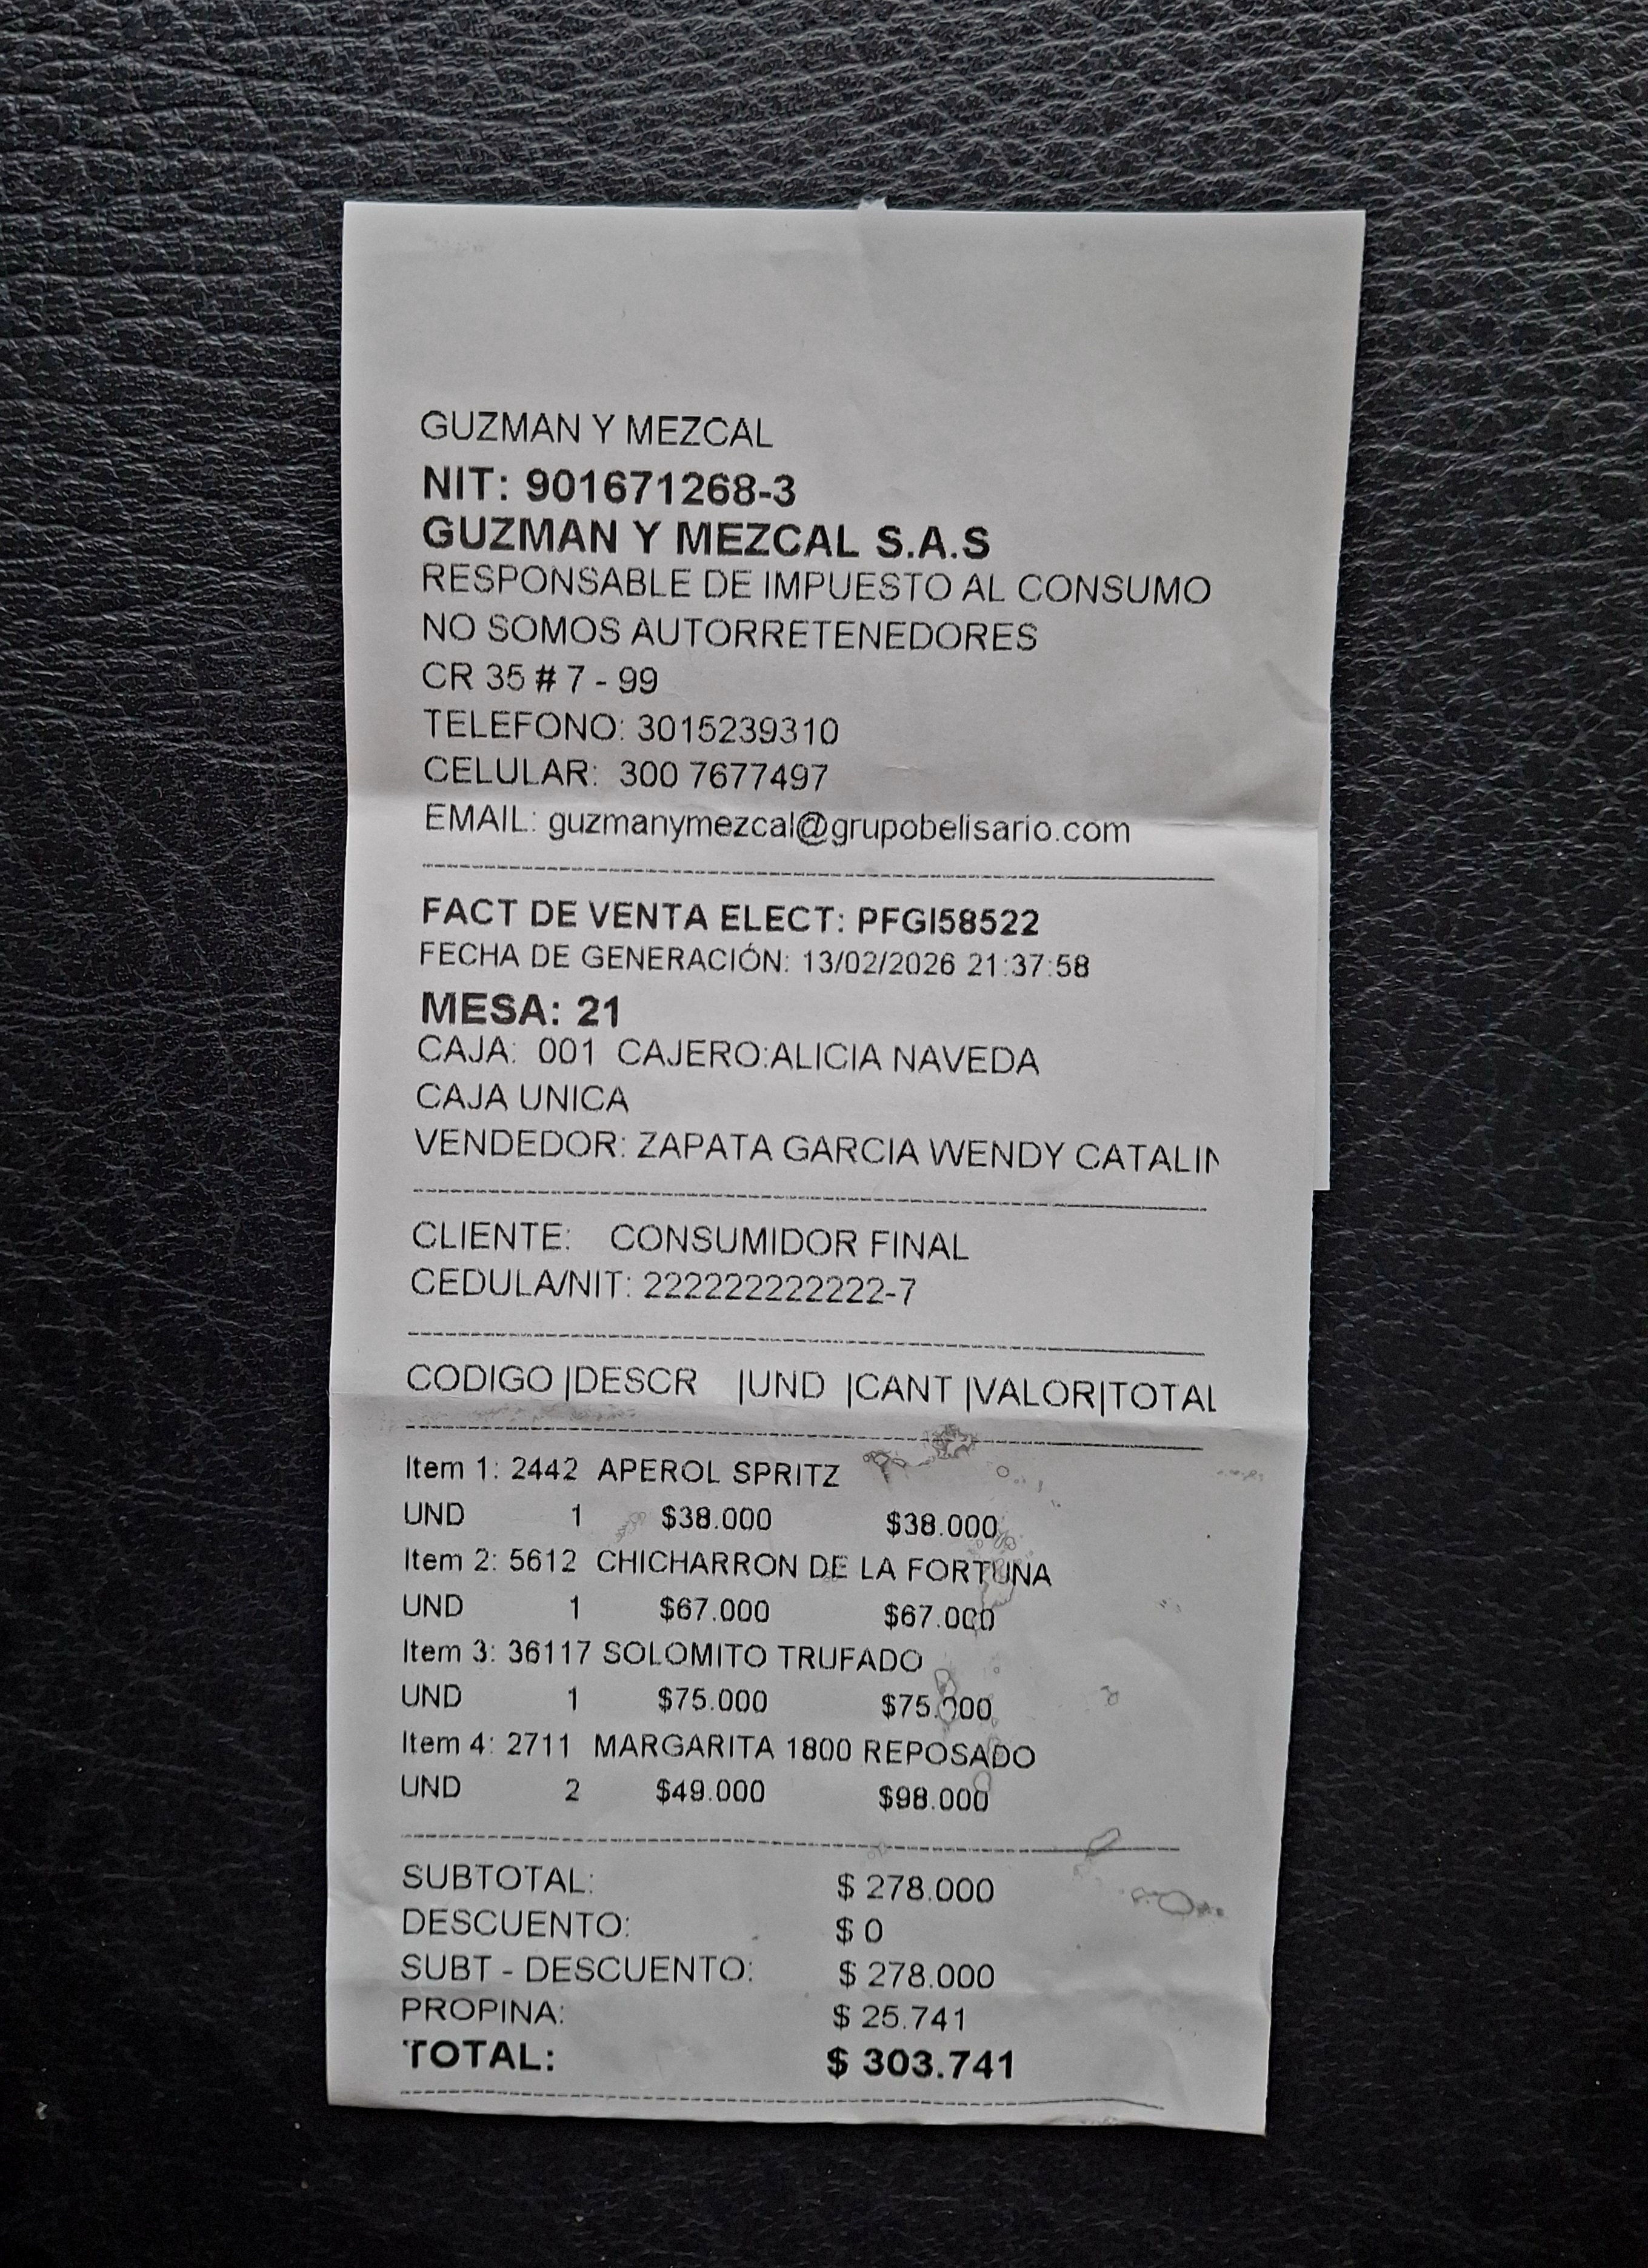 GUZMAN Y MEZCAL
NIT: 901671268-3
GUZMAN Y MEZCAL S.A.S
RESPONSABLE DE IMPUESTO AL CONSUMO
NO SOMOS AUTORRETENEDORES
CR 35 # 7 - 99
TELEFONO: 3015239310
CELULAR: 300 7677497
EMAIL: guzmanymezcal@grupobelisario.com
FACT DE VENTA ELECT: PFGI58522
FECHA DE GENERACIÓN: 13/02/2026 21:37:58
MESA: 21
CAJA: 001 CAJERO:ALICIA NAVEDA
CAJA UNICA
VENDEDOR: ZAPATA GARCIA WENDY CATALIN
CLIENTE: CONSUMIDOR FINAL
CEDULA/NIT: 222222222222-7
CODIGO |DESCR |UND |CANT |VALOR|TOTAL
Item 1: 2442 APEROL SPRITZ
UND 1 $38.000 $38.000
Item 2: 5612 CHICHARRON DE LA FORTUNA
UND 1 $67.000 $67.000
Item 3: 36117 SOLOMITO TRUFADO
UND 1 $75.000 $75.000
Item 4: 2711 MARGARITA 1800 REPOSADO
UND 2 $49.000 $98.000
SUBTOTAL: $ 278.000
DESCUENTO: $ 0
SUBT - DESCUENTO: $ 278.000
PROPINA: $ 25.741
TOTAL: $ 303.741